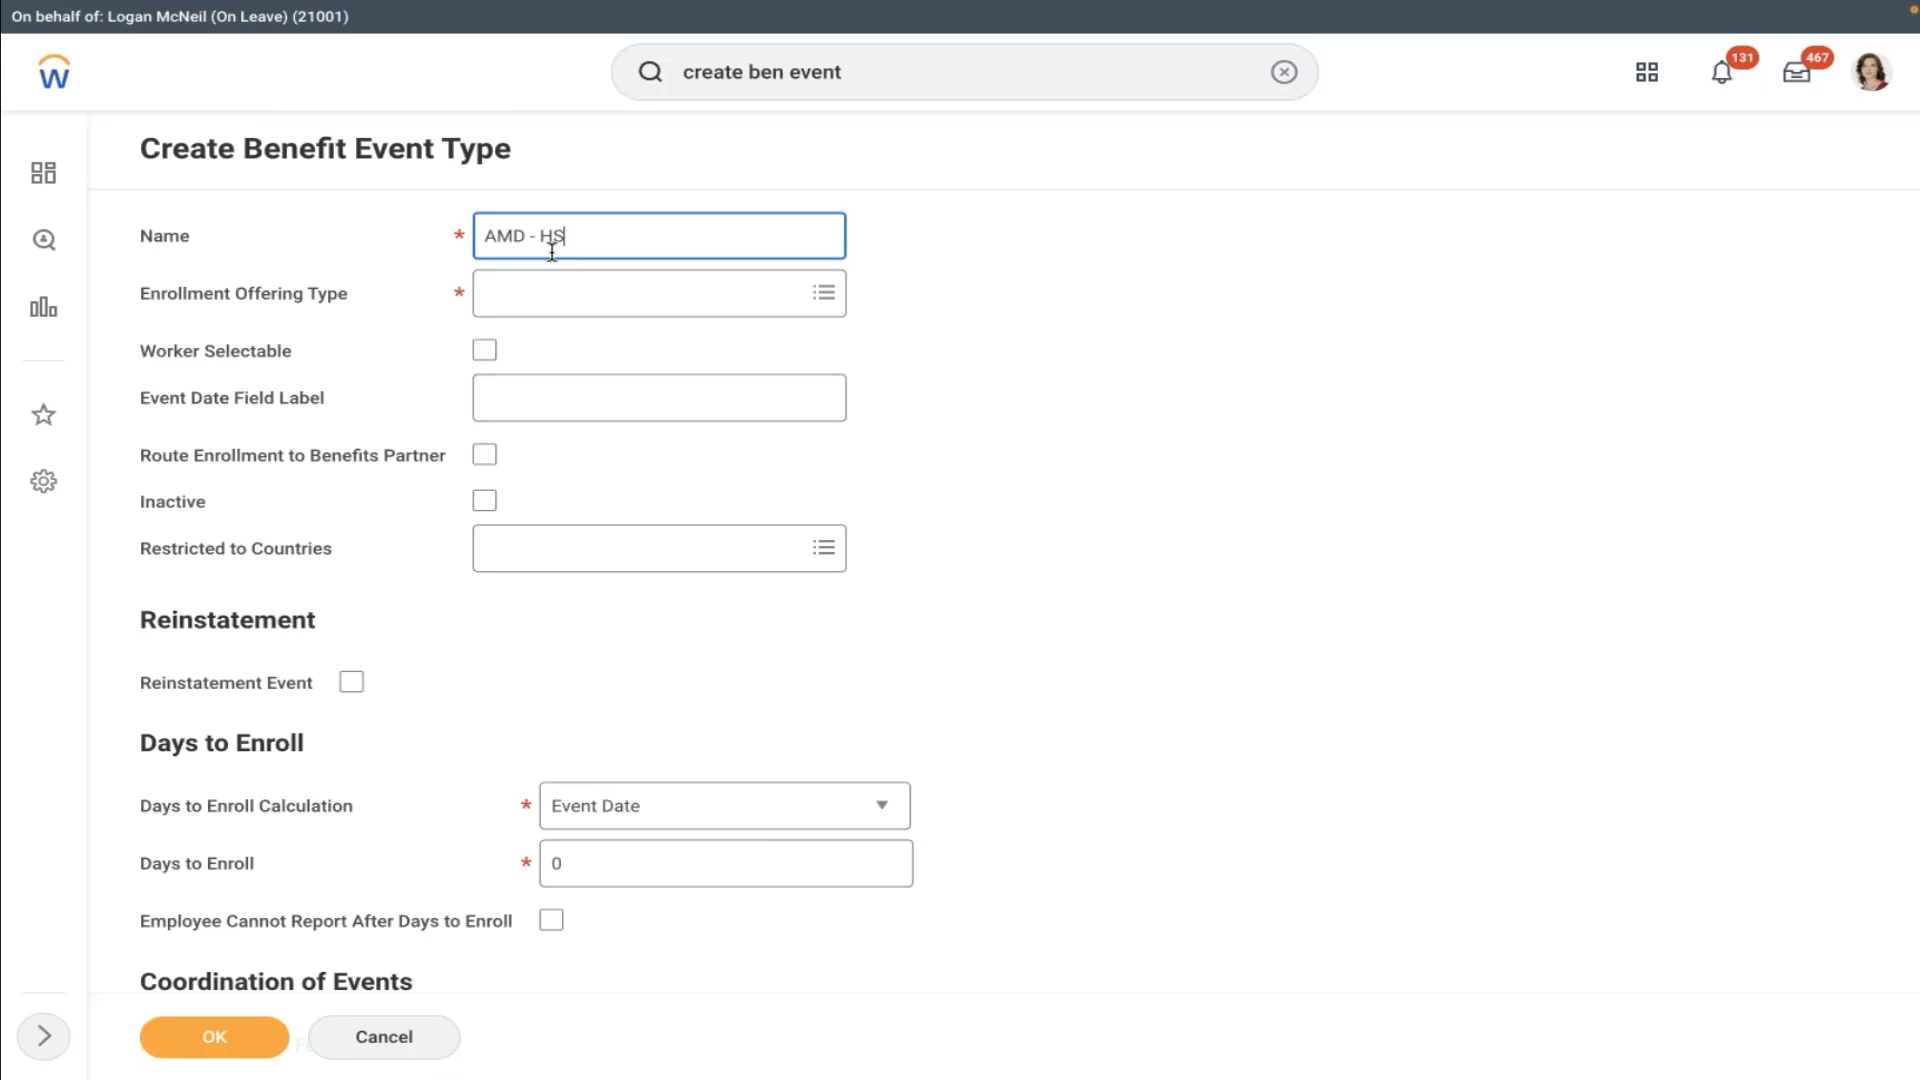 On behalf of: Logan McNeil (On Leave) (21001)
W
create ben event
131
467
Create Benefit Event Type
Name * AMD - HS
Enrollment Offering Type *
Worker Selectable
Event Date Field Label
Route Enrollment to Benefits Partner
Inactive
Restricted to Countries
Reinstatement
Reinstatement Event
Days to Enroll
Days to Enroll Calculation * Event Date
Days to Enroll * 0
Employee Cannot Report After Days to Enroll
Coordination of Events
OK Cancel